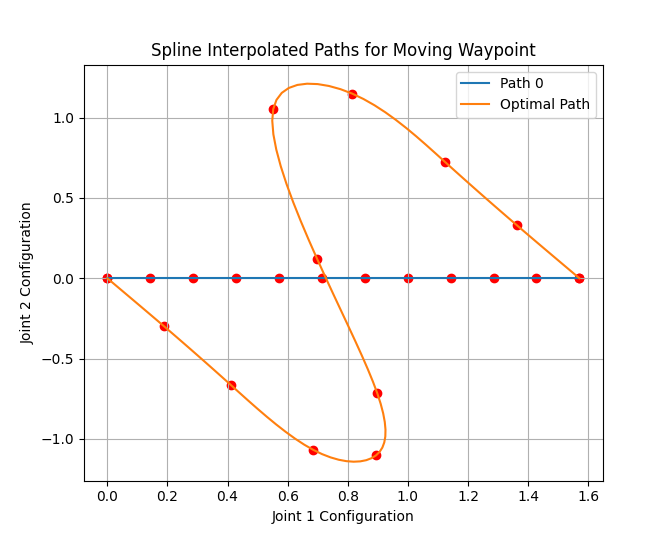 Spline Interpolated Paths for Moving Waypoint
Path 0
Optimal Path
1.0
0.5
0.0
−0.5
−1.0
Joint 2 Configuration
0.0 0.2 0.4 0.6 0.8 1.0 1.2 1.4 1.6
Joint 1 Configuration